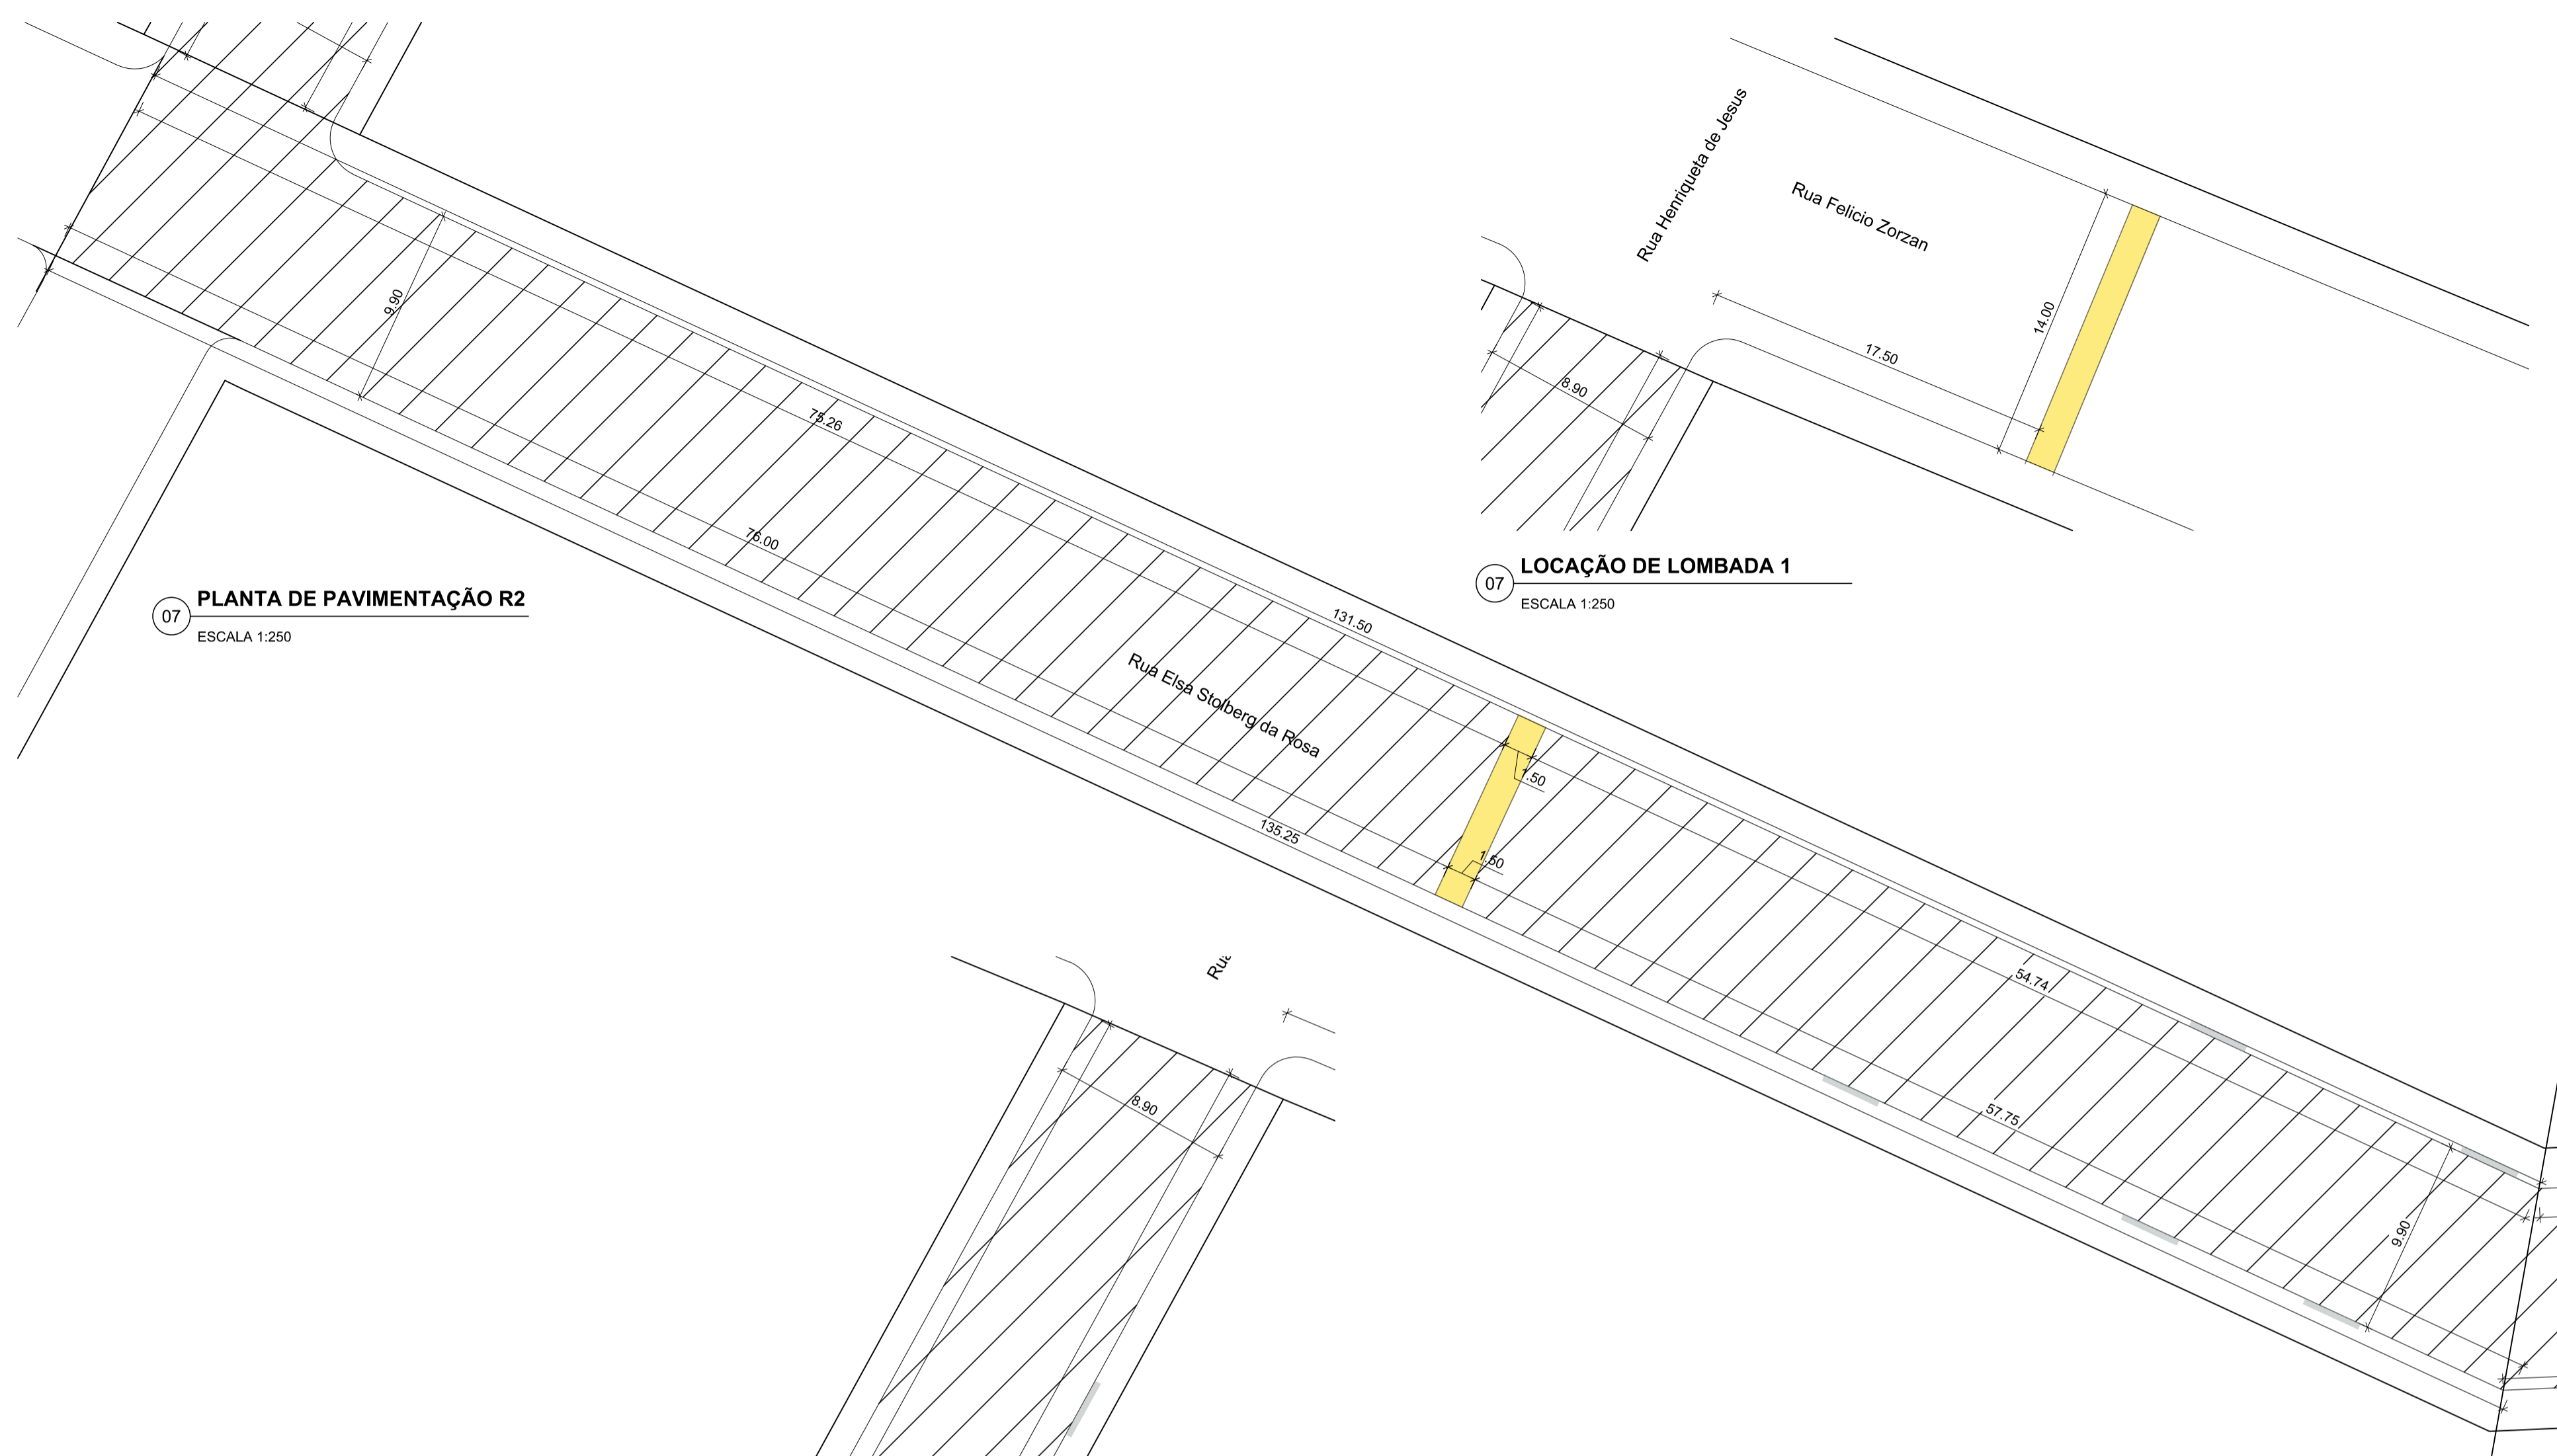 Rua Henriqueta de Jesus
Rua Felicio Zorzan
14.00
17.50
8.90
07
LOCAÇÃO DE LOMBADA 1
ESCALA 1:250
9.90
75.26
76.00
07
PLANTA DE PAVIMENTAÇÃO R2
ESCALA 1:250
131.50
Rua Elsa Stolberg da Rosa
1.50
135.25
1.50
Rua
54.74
57.75
8.90
9.90